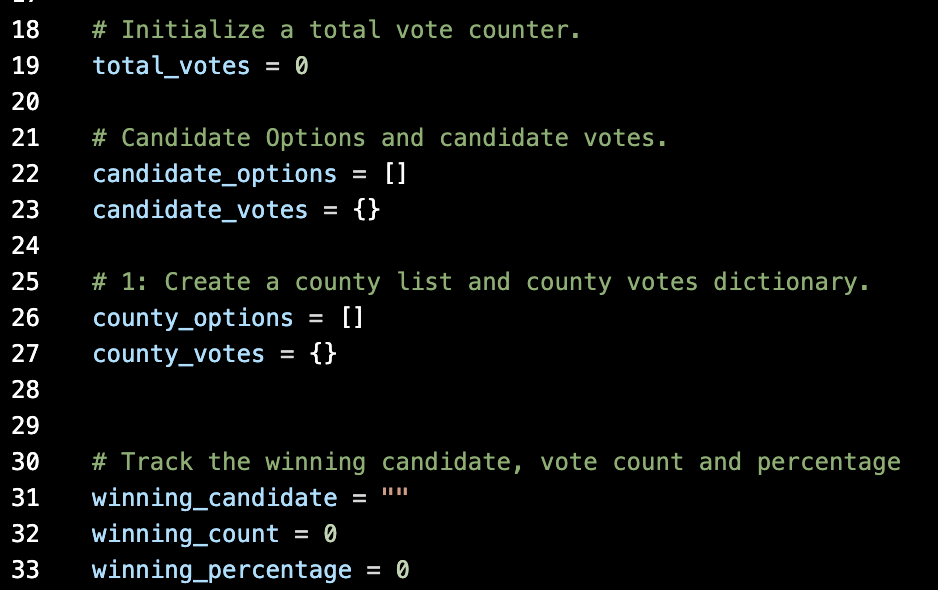 18 # Initialize a total vote counter.
19 total_votes = 0
20
21 # Candidate Options and candidate votes.
22 candidate_options = []
23 candidate_votes = {}
24
25 # 1: Create a county list and county votes dictionary.
26 county_options = []
27 county_votes = {}
28
29
30 # Track the winning candidate, vote count and percentage
31 winning_candidate = ""
32 winning_count = 0
33 winning_percentage = 0